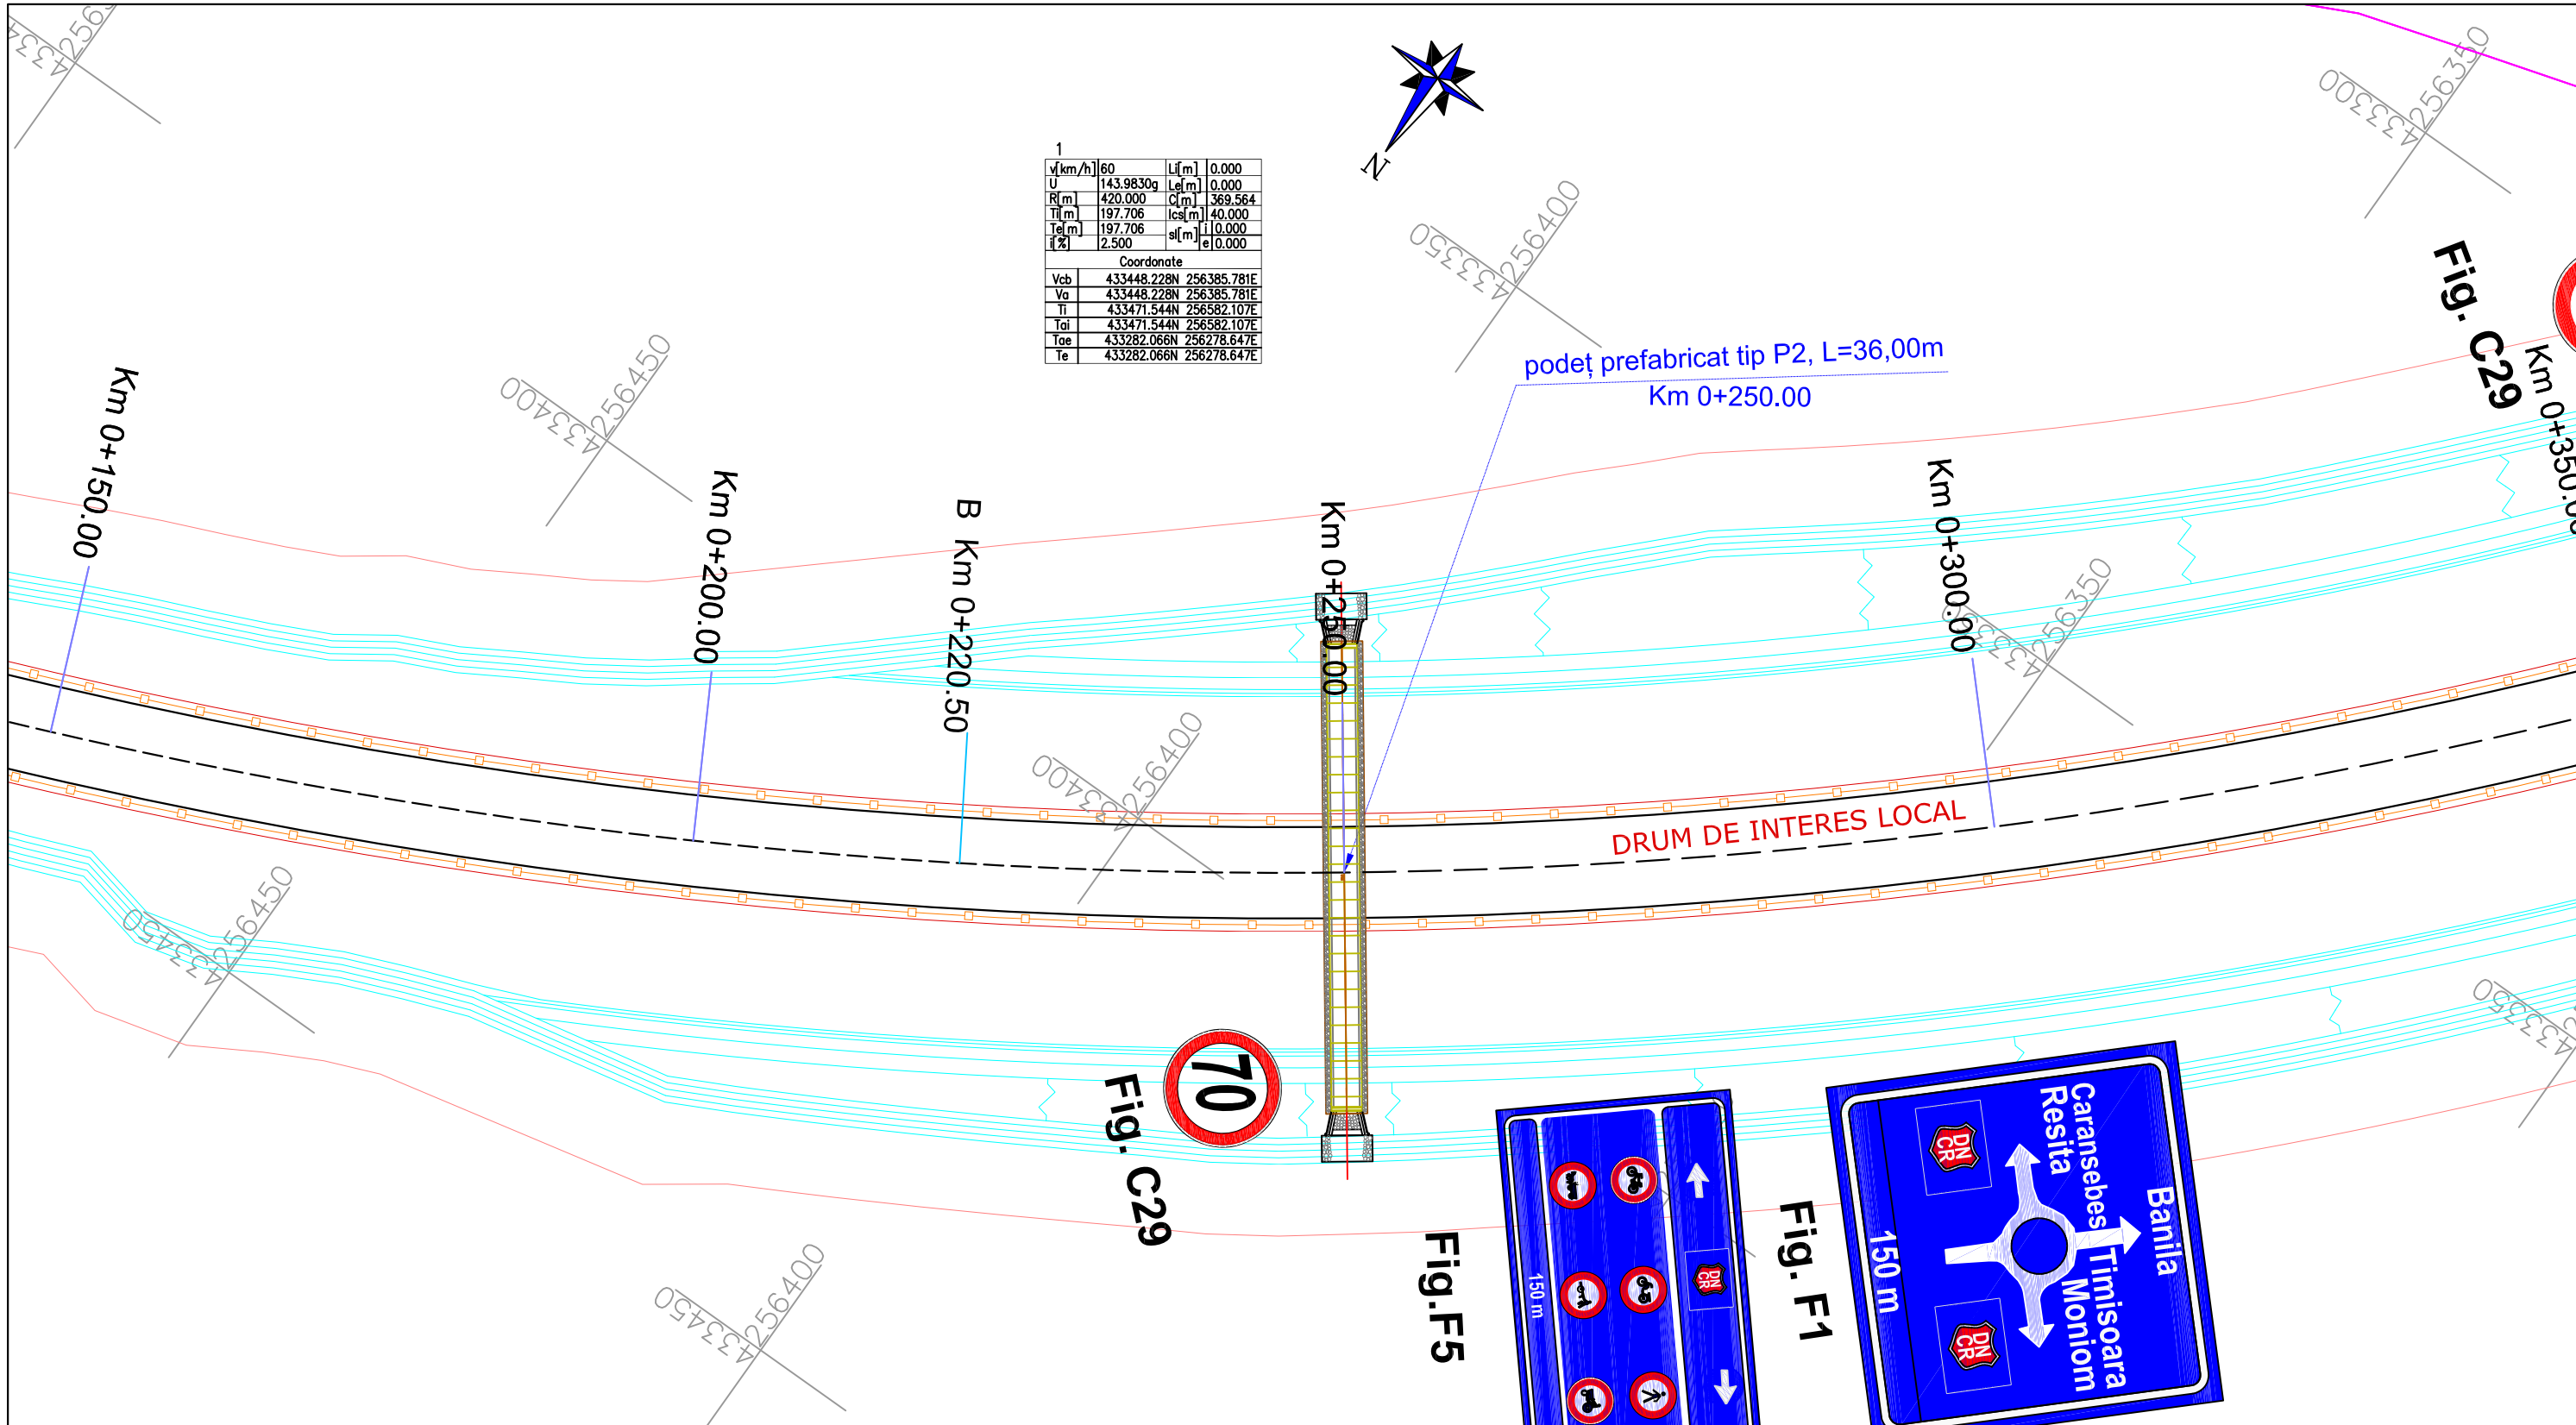 256350
433300
N
1
v[km/h] 60 Li[m] 0.000
U 143.9830g Le[m] 0.000
R[m] 420.000 C[m] 369.564
Ti[m] 197.706 lcs[m] 40.000
Te[m] 197.706 sl[m] i 0.000
i[%] 2.500 e 0.000
Coordonate
Vcb 433448.228N 256385.781E
Va 433448.228N 256385.781E
Ti 433471.544N 256582.107E
Tai 433471.544N 256582.107E
Tae 433282.066N 256278.647E
Te 433282.066N 256278.647E
256400
433350
256450
433400
podeț prefabricat tip P2, L=36,00m
Km 0+250.00
Fig. C29
Km 0+350.00
Km 0+150.00
Km 0+200.00
B Km 0+220.50
Km 0+250.00
Km 0+300.00
256350
256400
433400
DRUM DE INTERES LOCAL
256450
433450
433350
70
Fig. C29
Fig.F5
150 m
DN
CR
Fig. F1
Banila
Caransebes
Resita
Timisoara
Moniom
DN
CR
DN
CR
150 m
256400
433450